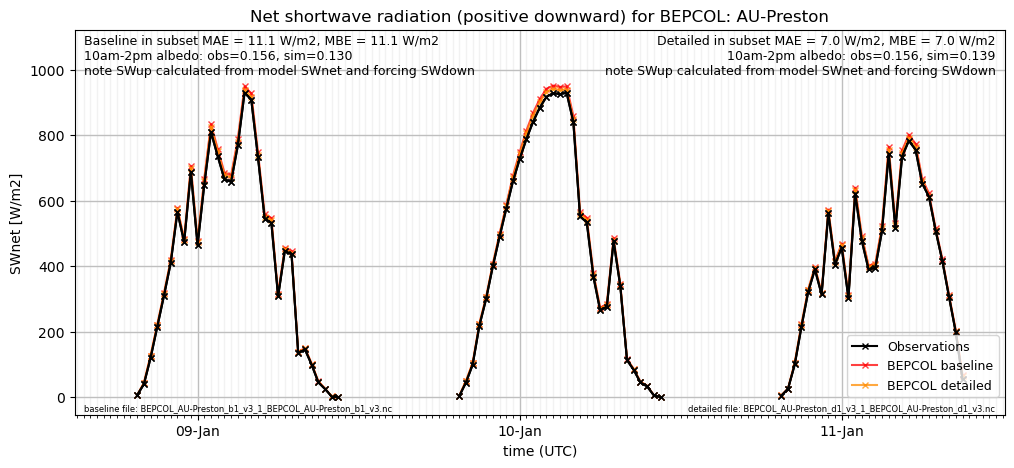 Net shortwave radiation (positive downward) for BEPCOL: AU-Preston
Baseline in subset MAE = 11.1 W/m2, MBE = 11.1 W/m2
10am-2pm albedo: obs=0.156, sim=0.130
note SWup calculated from model SWnet and forcing SWdown
Detailed in subset MAE = 7.0 W/m2, MBE = 7.0 W/m2
10am-2pm albedo: obs=0.156, sim=0.139
note SWup calculated from model SWnet and forcing SWdown
SWnet [W/m2]
1000
800
600
400
200
0
Observations
BEPCOL baseline
BEPCOL detailed
baseline file: BEPCOL_AU-Preston_b1_v3_1_BEPCOL_AU-Preston_b1_v3.nc
detailed file: BEPCOL_AU-Preston_d1_v3_1_BEPCOL_AU-Preston_d1_v3.nc
09-Jan
10-Jan
11-Jan
time (UTC)